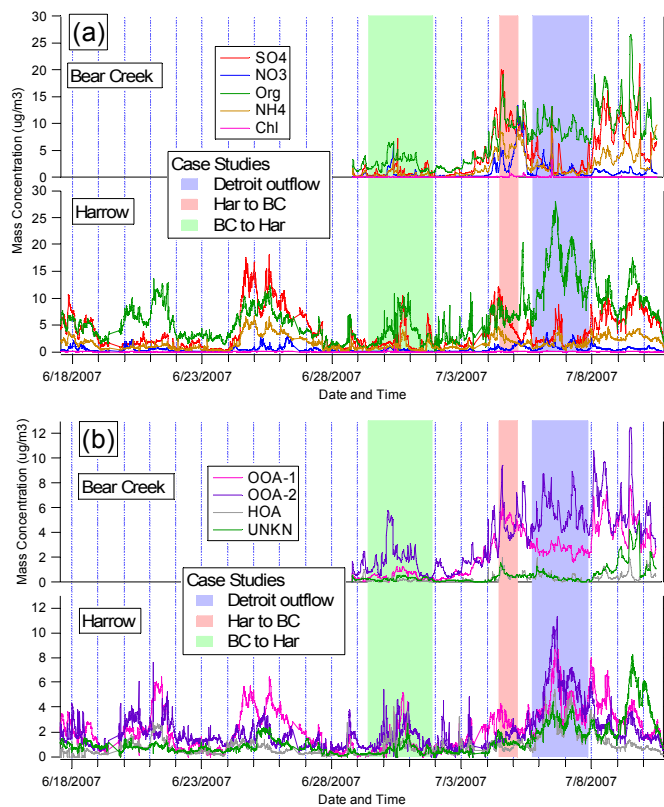 (a)
30
25
20
15
10
5
0
Bear Creek
SO4
NO3
Org
NH4
Chl
Case Studies
Detroit outflow
Har to BC
BC to Har
Mass Concentration (ug/m3)
30
25
20
15
10
5
0
Harrow
6/18/2007 6/23/2007 6/28/2007 7/3/2007 7/8/2007
Date and Time
(b)
12
10
8
6
4
2
0
Bear Creek
OOA-1
OOA-2
HOA
UNKN
Case Studies
Detroit outflow
Har to BC
BC to Har
Mass Concentration (ug/m3)
12
10
8
6
4
2
0
Harrow
6/18/2007 6/23/2007 6/28/2007 7/3/2007 7/8/2007
Date and Time